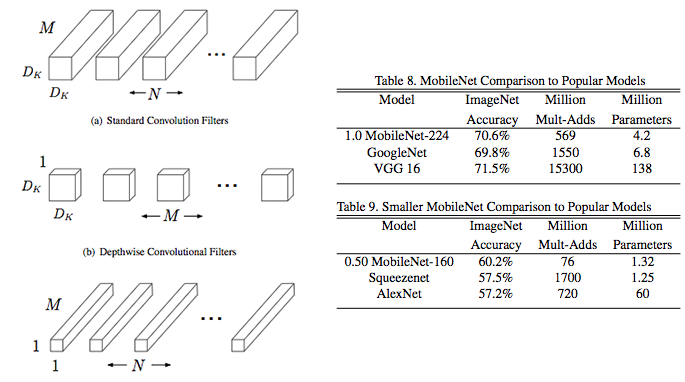 M
D_K
D_K
...
N
(a) Standard Convolution Filters
1
D_K
D_K
...
M
(b) Depthwise Convolutional Filters
M
1
1
...
N
Table 8. MobileNet Comparison to Popular Models
Model ImageNet Million Million
Accuracy Mult-Adds Parameters
1.0 MobileNet-224 70.6% 569 4.2
GoogleNet 69.8% 1550 6.8
VGG 16 71.5% 15300 138
Table 9. Smaller MobileNet Comparison to Popular Models
Model ImageNet Million Million
Accuracy Mult-Adds Parameters
0.50 MobileNet-160 60.2% 76 1.32
Squeezenet 57.5% 1700 1.25
AlexNet 57.2% 720 60